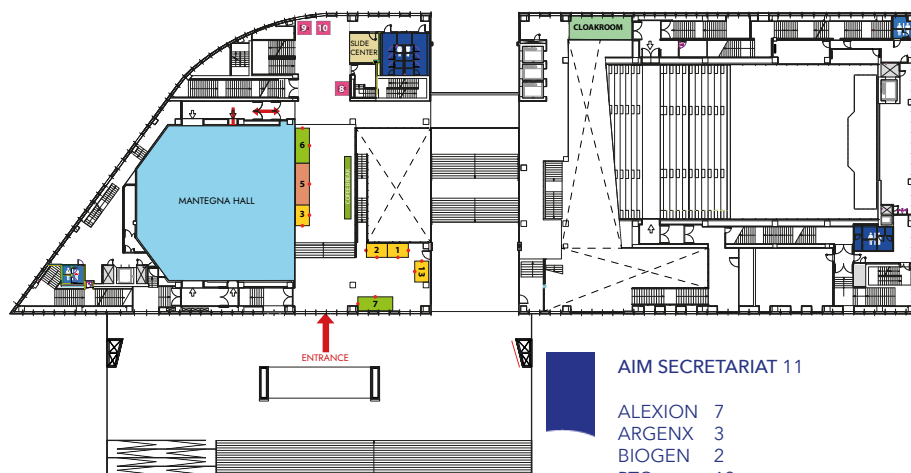 9 10
SLIDE
CENTER
CLOAKROOM
8
6
5
3
MANTEGNA HALL
2 1
13
7
ENTRANCE
AIM SECRETARIAT 11
ALEXION 7
ARGENX 3
BIOGEN 2